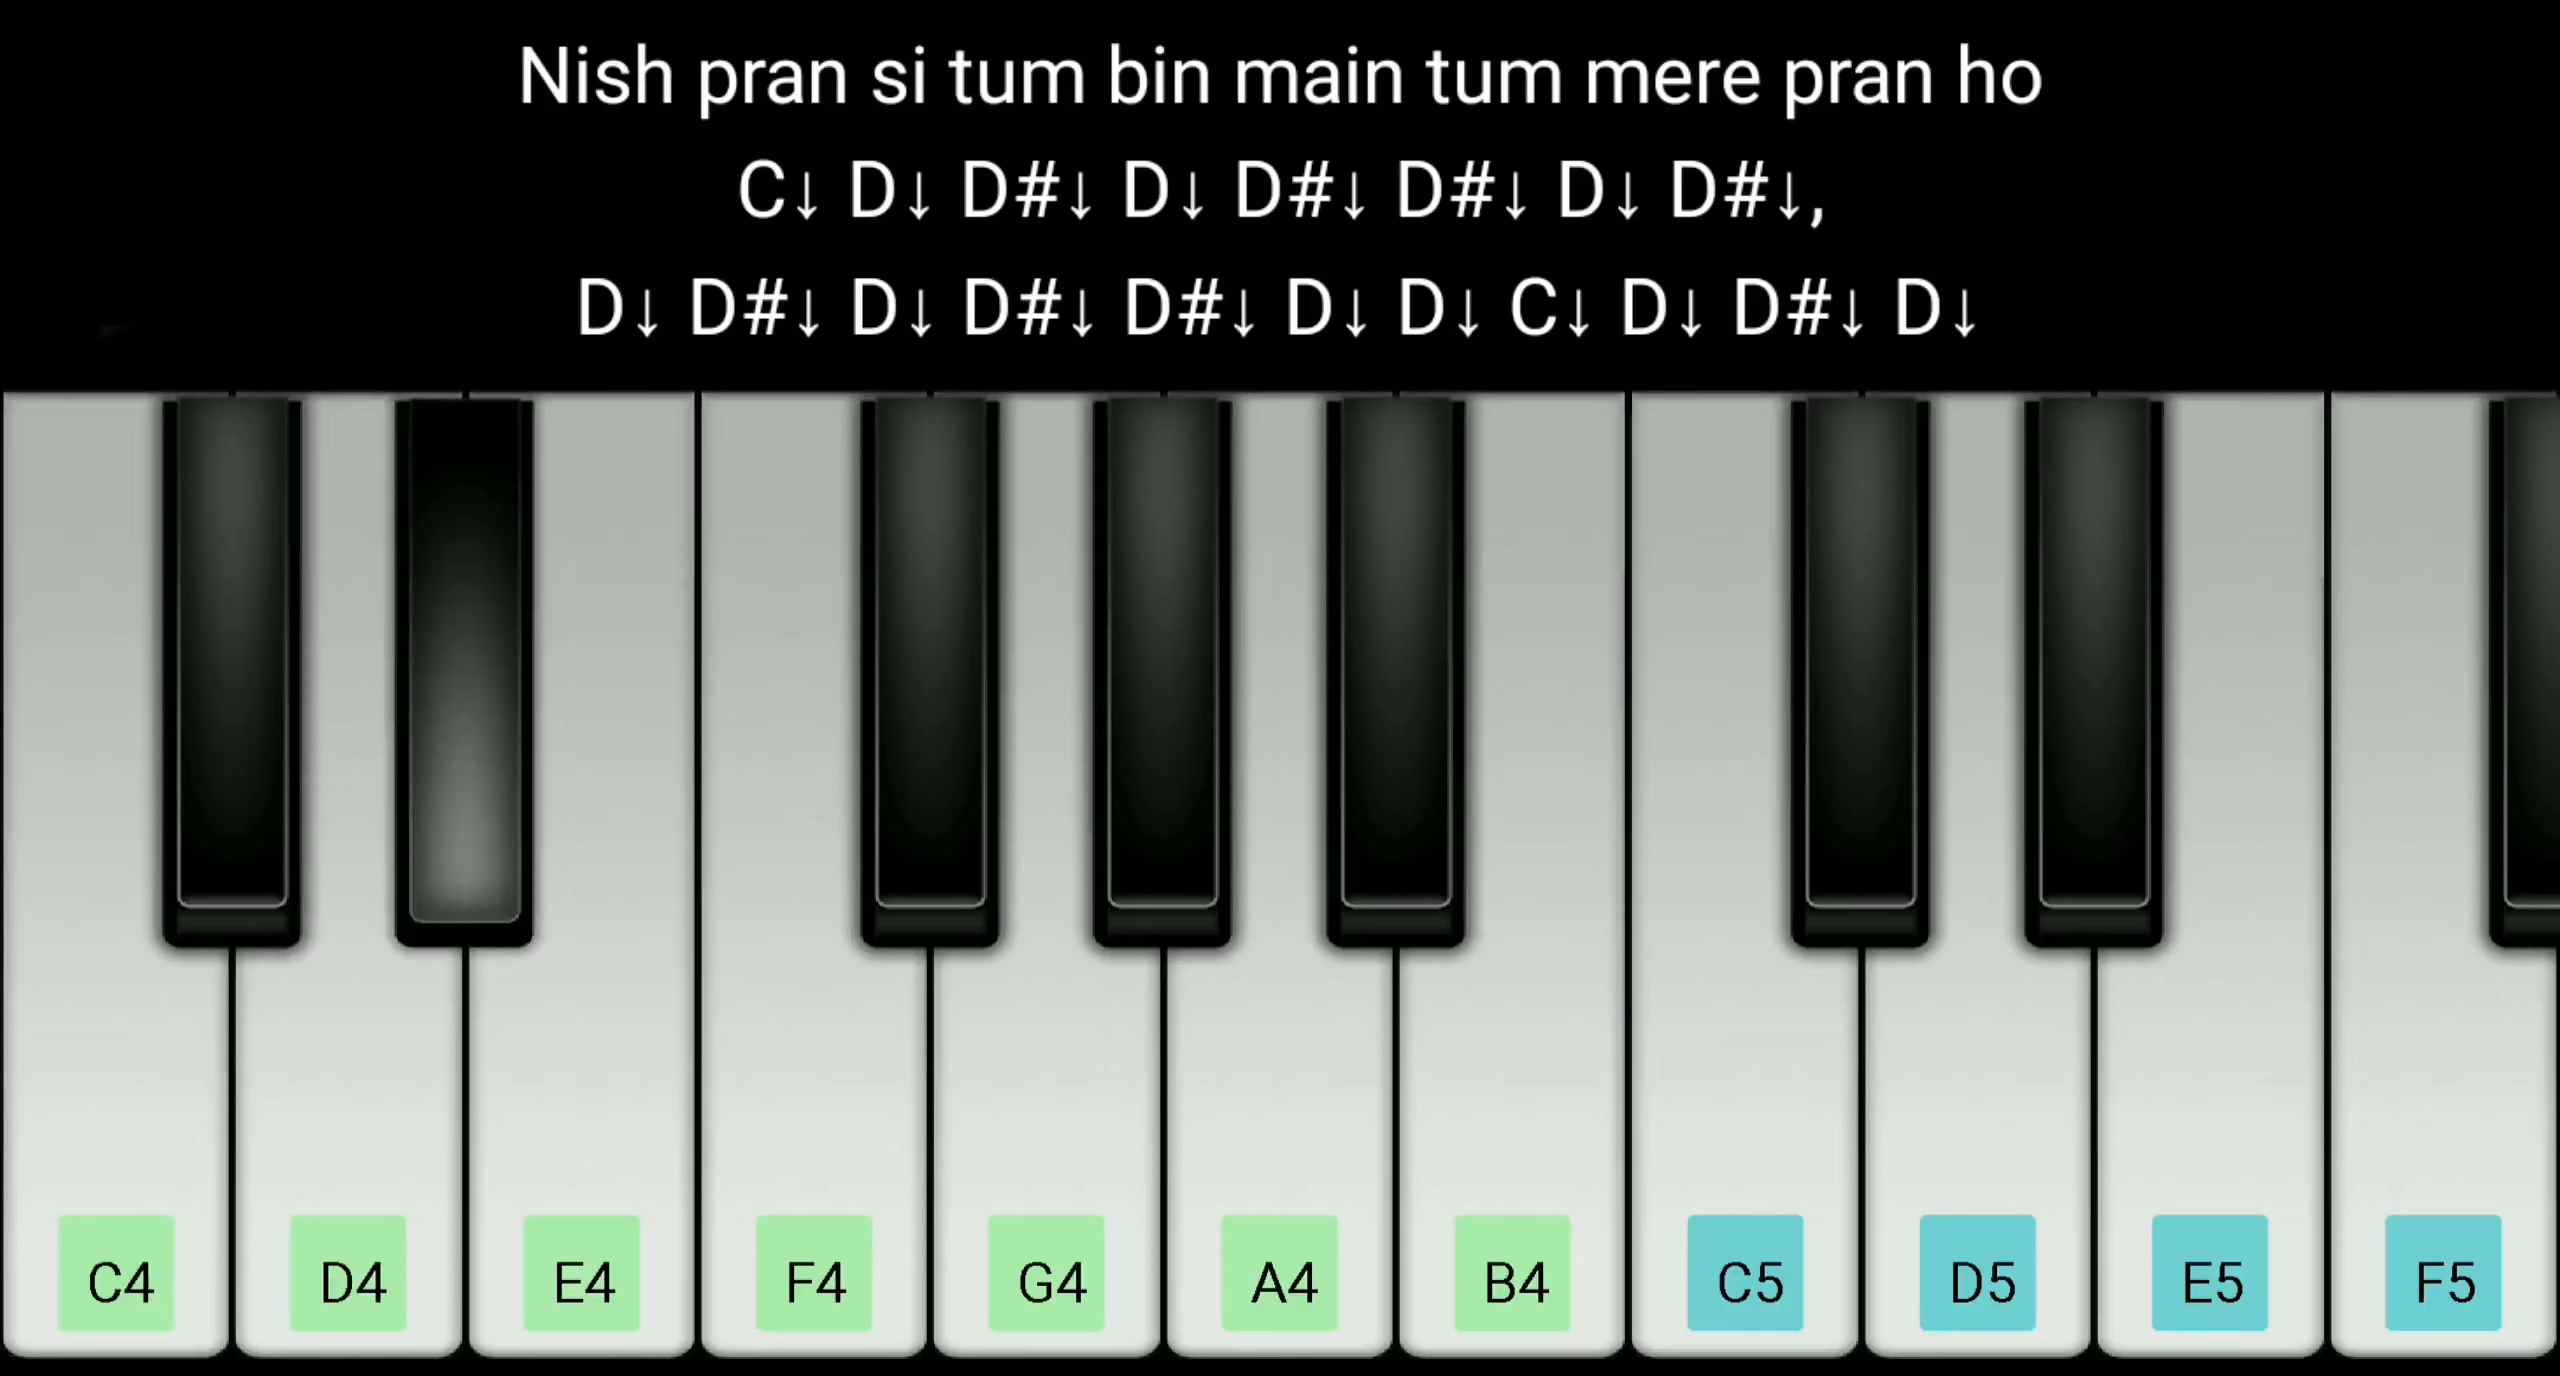 Nish pran si tum bin main tum mere pran ho
C↓ D↓ D#↓ D↓ D#↓ D#↓ D↓ D#↓,
D↓ D#↓ D↓ D#↓ D#↓ D↓ D↓ C↓ D↓ D#↓ D↓
C4 D4 E4 F4 G4 A4 B4 C5 D5 E5 F5